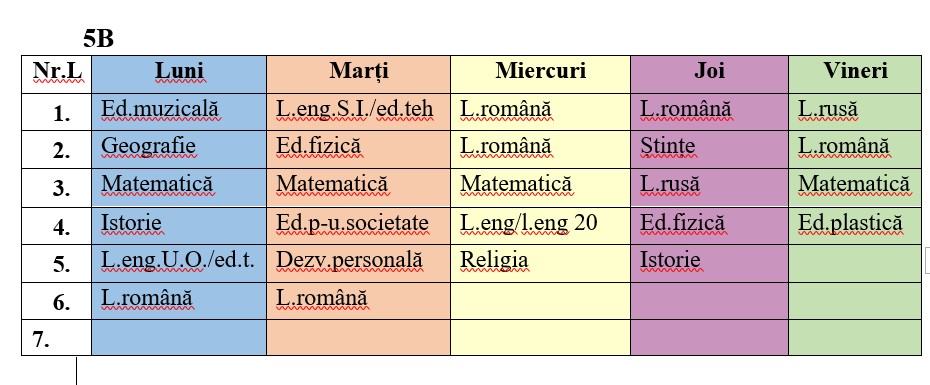 5B
Nr.L Luni Marți Miercuri Joi Vineri
1. Ed.muzicală L.eng.S.I./ed.teh L.română L.română L.rusă
2. Geografie Ed.fizică L.română Științe L.română
3. Matematică Matematică Matematică L.rusă Matematică
4. Istorie Ed.p-u.societate L.eng/l.eng 20 Ed.fizică Ed.plastică
5. L.eng.U.O./ed.t. Dezv.personală Religia Istorie
6. L.română L.română
7.